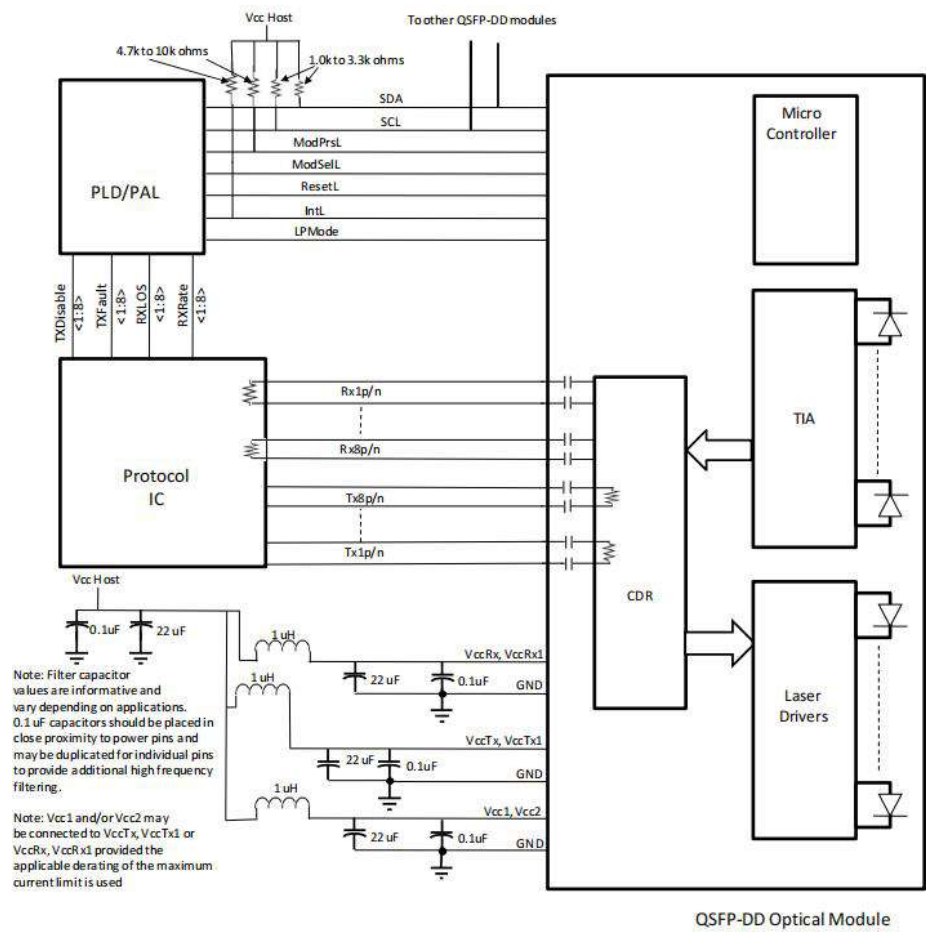 Vcc Host
To other QSFP-DD modules
4.7k to 10k ohms
1.0k to 3.3k ohms
SDA
SCL
ModPrsL
ModSelL
ResetL
IntL
LPMode
PLD/PAL
Micro
Controller
TXDisable
<1:8>
TXFault
<1:8>
RXLOS
<1:8>
RXRate
<1:8>
Rx1p/n
Rx8p/n
Tx8p/n
Tx1p/n
Protocol
IC
TIA
CDR
Laser
Drivers
Vcc Host
0.1uF
22 uF
1 uH
VccRx, VccRx1
22 uF
0.1uF
GND
1 uH
VccTx, VccTx1
22 uF
0.1uF
GND
1 uH
Vcc1, Vcc2
22 uF
0.1uF
GND
Note: Filter capacitor
values are informative and
vary depending on applications.
0.1 uF capacitors should be placed in
close proximity to power pins and
may be duplicated for individual pins
to provide additional high frequency
filtering.
Note: Vcc1 and/or Vcc2 may
be connected to VccTx, VccTx1 or
VccRx, VccRx1 provided the
applicable derating of the maximum
current limit is used
QSFP-DD Optical Module